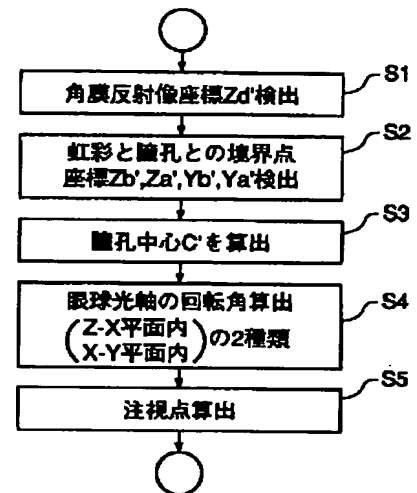 S1
角膜反射像座標Zd'検出
S2
虹彩と瞳孔との境界点
座標Zb',Za',Yb',Ya'検出
S3
瞳孔中心C'を算出
S4
眼球光軸の回転角算出
(Z-X平面内
X-Y平面内)の2種類
S5
注視点算出